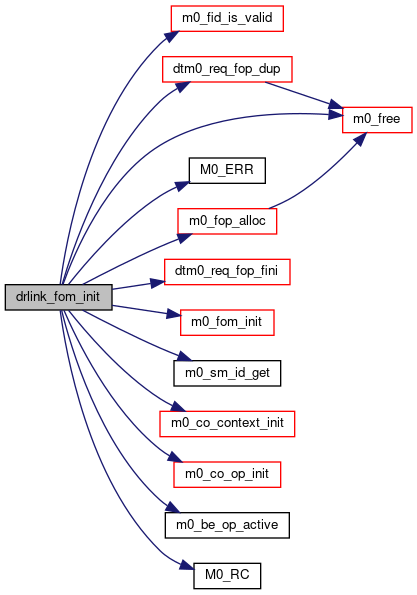 m0_fid_is_valid
dtm0_req_fop_dup
m0_free
M0_ERR
m0_fop_alloc
dtm0_req_fop_fini
drlink_fom_init
m0_fom_init
m0_sm_id_get
m0_co_context_init
m0_co_op_init
m0_be_op_active
M0_RC